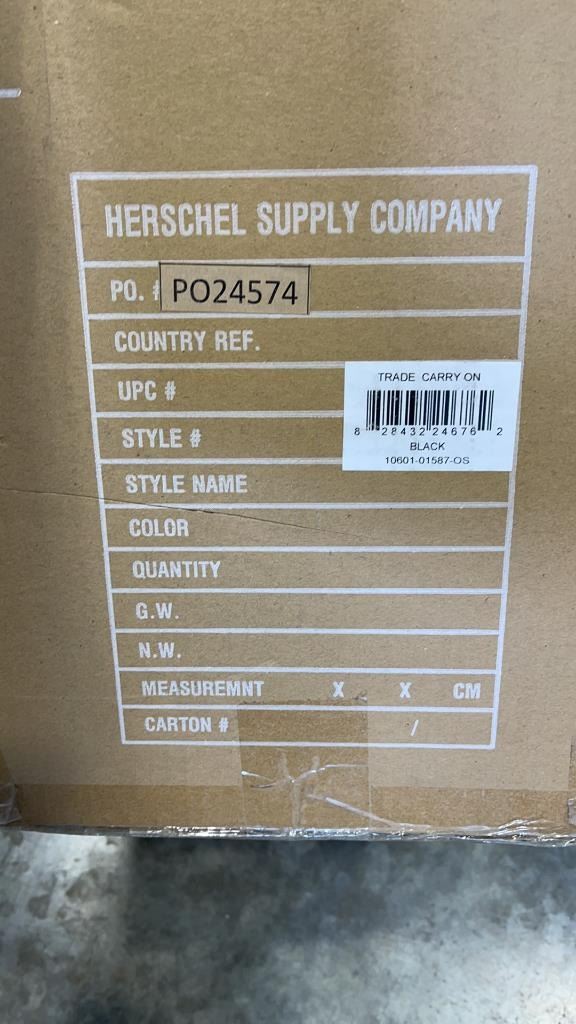 HERSCHEL SUPPLY COMPANY
PO. # PO24574
COUNTRY REF.
UPC #
TRADE CARRY ON
8 28432 24676 2
BLACK
10601-01587-OS
STYLE #
STYLE NAME
COLOR
QUANTITY
G.W.
N.W.
MEASUREMNT X X CM
CARTON # /